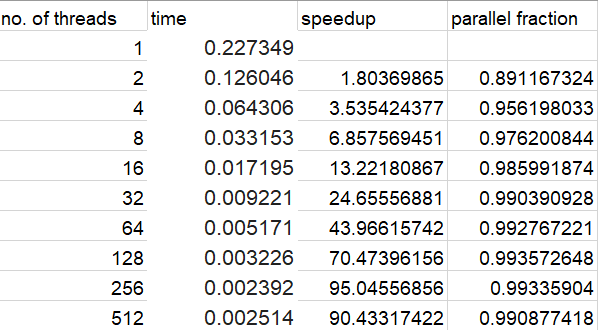 no. of threads time speedup parallel fraction
1 0.227349
2 0.126046 1.80369865 0.891167324
4 0.064306 3.535424377 0.956198033
8 0.033153 6.857569451 0.976200844
16 0.017195 13.22180867 0.985991874
32 0.009221 24.65556881 0.990390928
64 0.005171 43.96615742 0.992767221
128 0.003226 70.47396156 0.993572648
256 0.002392 95.04556856 0.99335904
512 0.002514 90.43317422 0.990877418